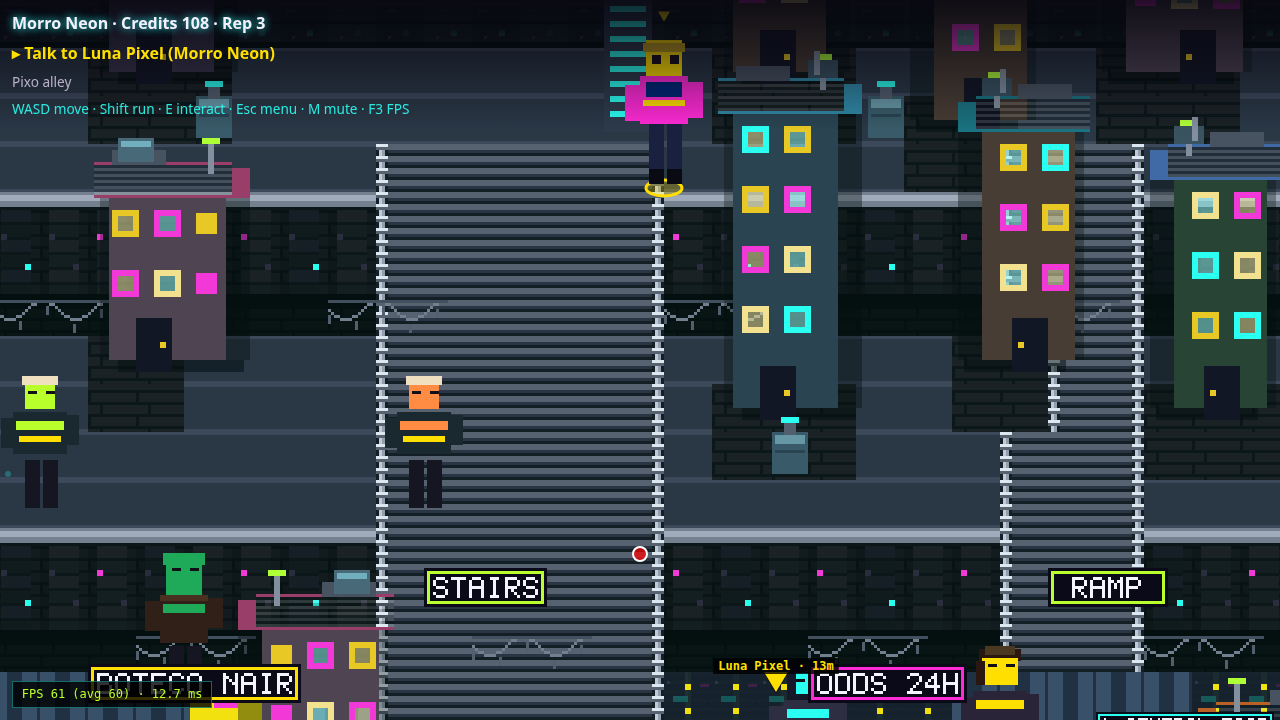 Morro Neon · Credits 108 · Rep 3
▸ Talk to Luna Pixel (Morro Neon)
Pixo alley
WASD move · Shift run · E interact · Esc menu · M mute · F3 FPS
STAIRS
RAMP
Luna Pixel · 13m
NAIR
ODDS 24H
FPS 61 (avg 60) · 12.7 ms